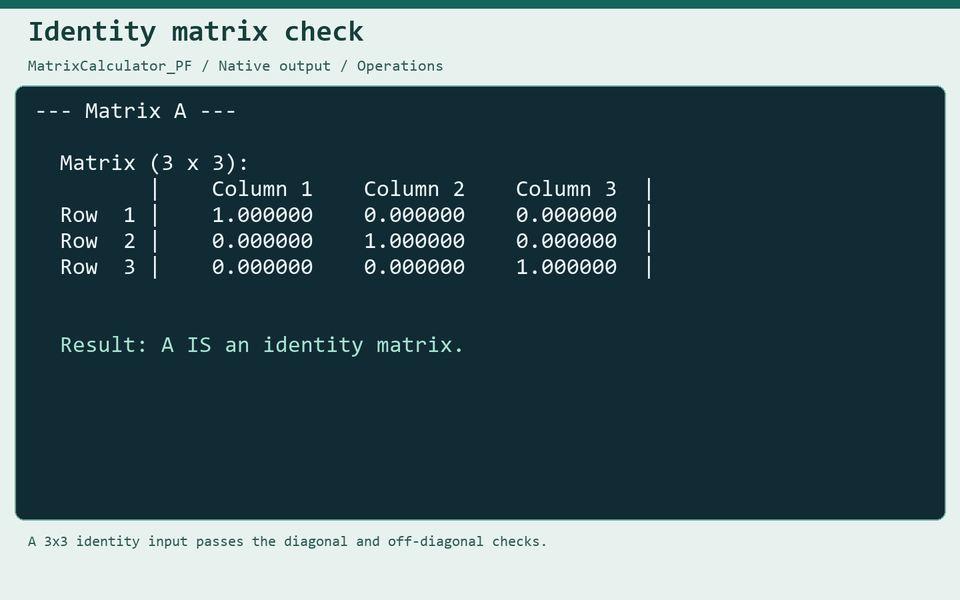 Identity matrix check
MatrixCalculator_PF / Native output / Operations
--- Matrix A ---
Matrix (3 x 3):
| Column 1 Column 2 Column 3 |
Row 1 | 1.000000 0.000000 0.000000 |
Row 2 | 0.000000 1.000000 0.000000 |
Row 3 | 0.000000 0.000000 1.000000 |
Result: A IS an identity matrix.
A 3x3 identity input passes the diagonal and off-diagonal checks.